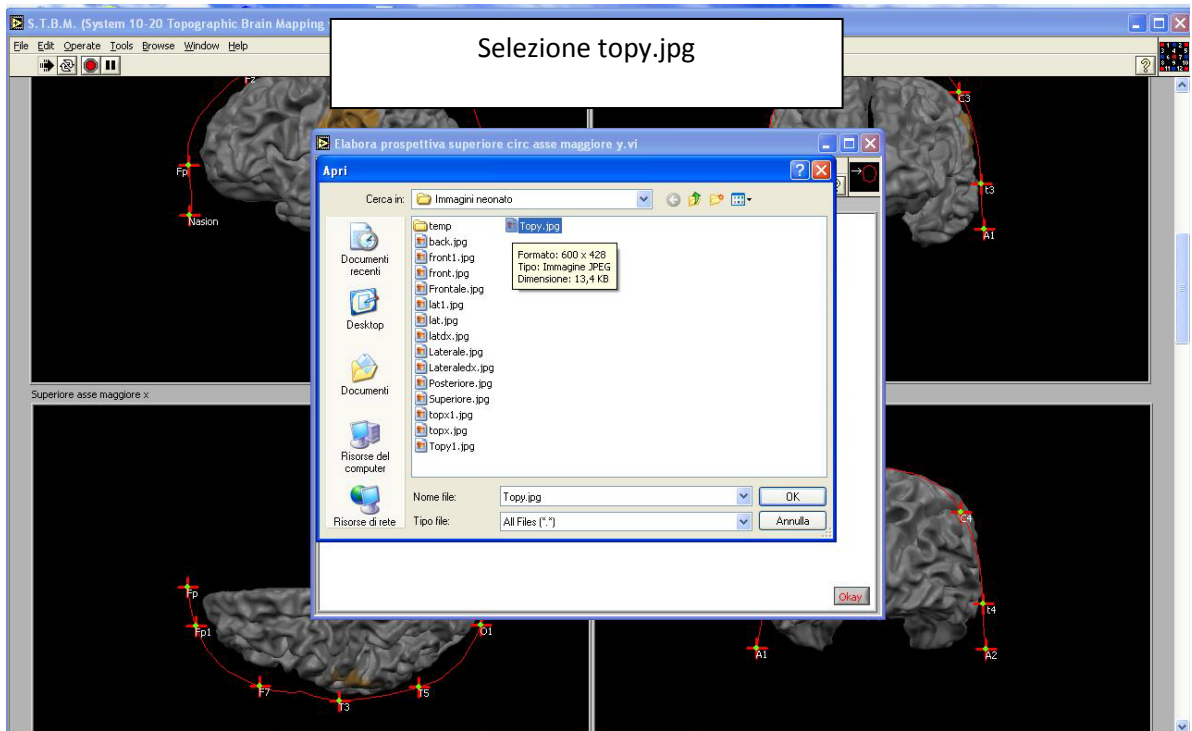 S.T.B.M. (System 10-20 Topographic Brain Mapping
File Edit Operate Tools Browse Window Help
Selezione topy.jpg
Fz
Fp
Nasion
C3
t3
A1
Elabora prospettiva superiore circ asse maggiore y.vi
Apri
Cerca in: Immagini neonato
Documenti recenti
Desktop
Documenti
Risorse del computer
Risorse di rete
temp
back.jpg
front1.jpg
front.jpg
Frontale.jpg
lat1.jpg
lat.jpg
latdx.jpg
Laterale.jpg
Lateraledx.jpg
Posteriore.jpg
Superiore.jpg
topx1.jpg
topx.jpg
Topy1.jpg
Topy.jpg
Formato: 600 x 428
Tipo: Immagine JPEG
Dimensione: 13,4 KB
Nome file: Topy.jpg OK
Tipo file: All Files (*.*) Annulla
Okay
Superiore asse maggiore x
Fp
Fp1
F7
T3
T5
O1
C4
t4
A1
A2